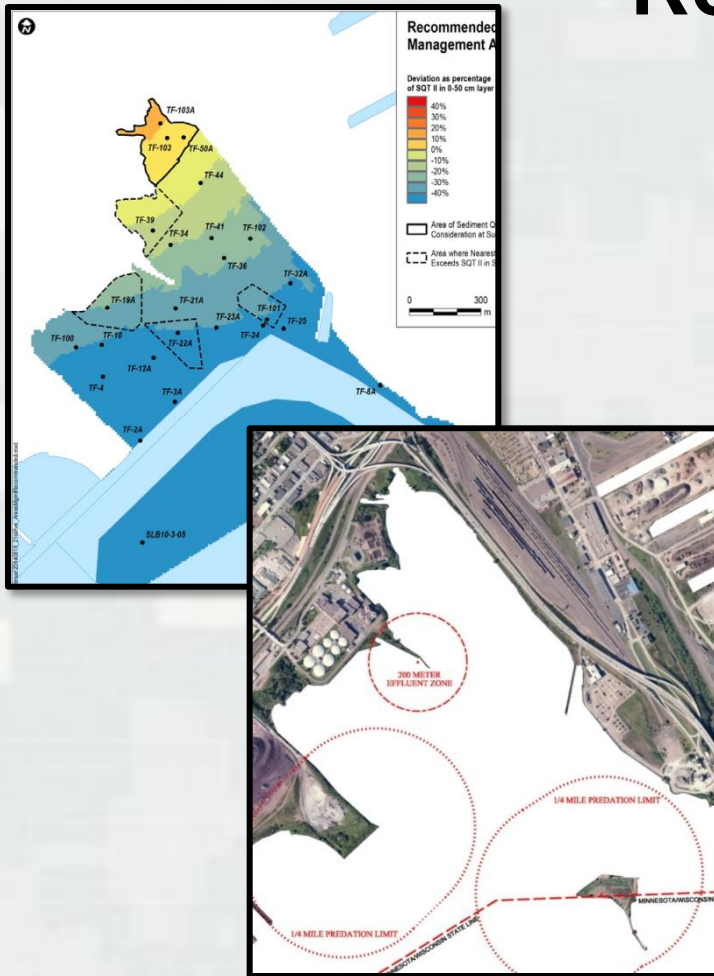 Recommended
Management A
Deviation as percentage
of SQT II in 0-50 cm layer
40%
30%
20%
10%
0%
-10%
-20%
-30%
-40%
Area of Sediment Q
Consideration at Su
Area where Nearest
Exceeds SQT II in S
0 300
m
TF-103A
TF-103
TF-50A
TF-44
TF-39
TF-34
TF-41
TF-102
TF-36
TF-32A
TF-19A
TF-21A
TF-101
TF-23A
TF-25
TF-24
TF-22A
TF-100
TF-10
TF-12A
TF-4
TF-3A
TF-8A
TF-2A
SLB10-3-05
200 METER
EFFLUENT ZONE
1/4 MILE PREDATION LIMIT
1/4 MILE PREDATION LIMIT
MINNESOTA/WISCONSIN
NNESOTA/WISCONSIN STATE LINE